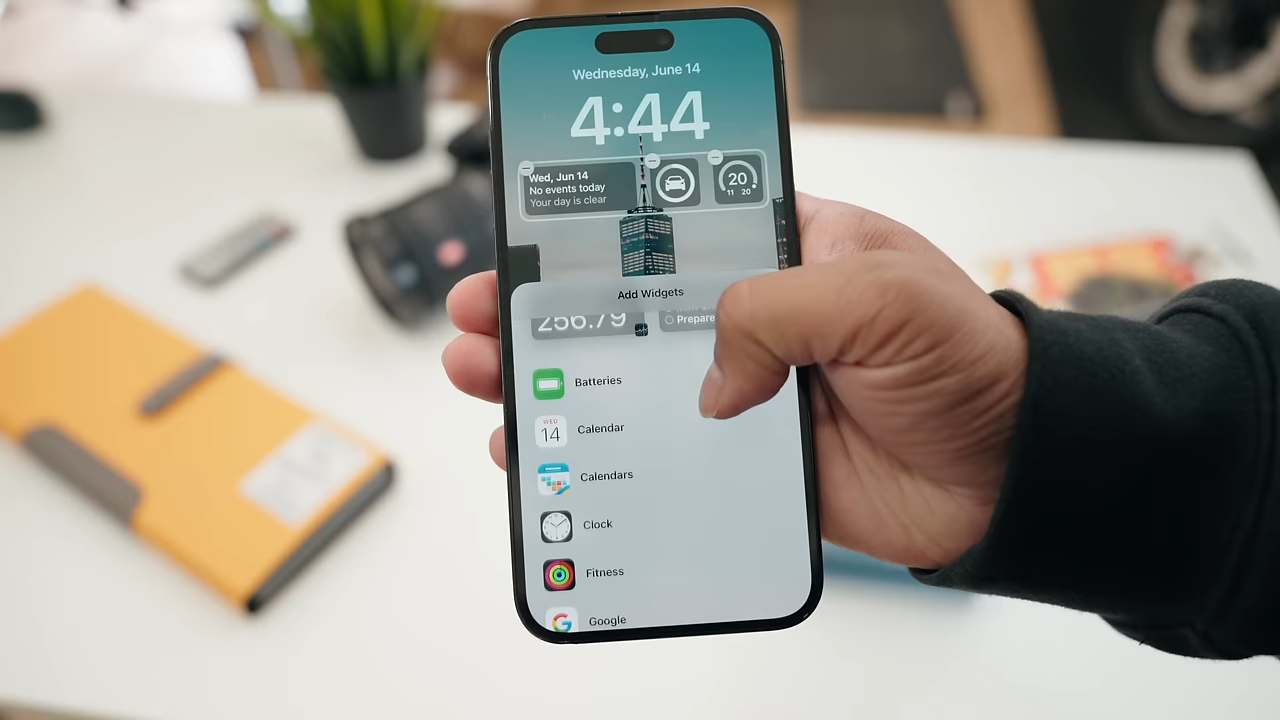 Wednesday, June 14
4:44
Wed, Jun 14
No events today
Your day is clear
20
11 20
Add Widgets
256.79
Prepare
Batteries
WED
14
Calendar
Calendars
Clock
Fitness
Google